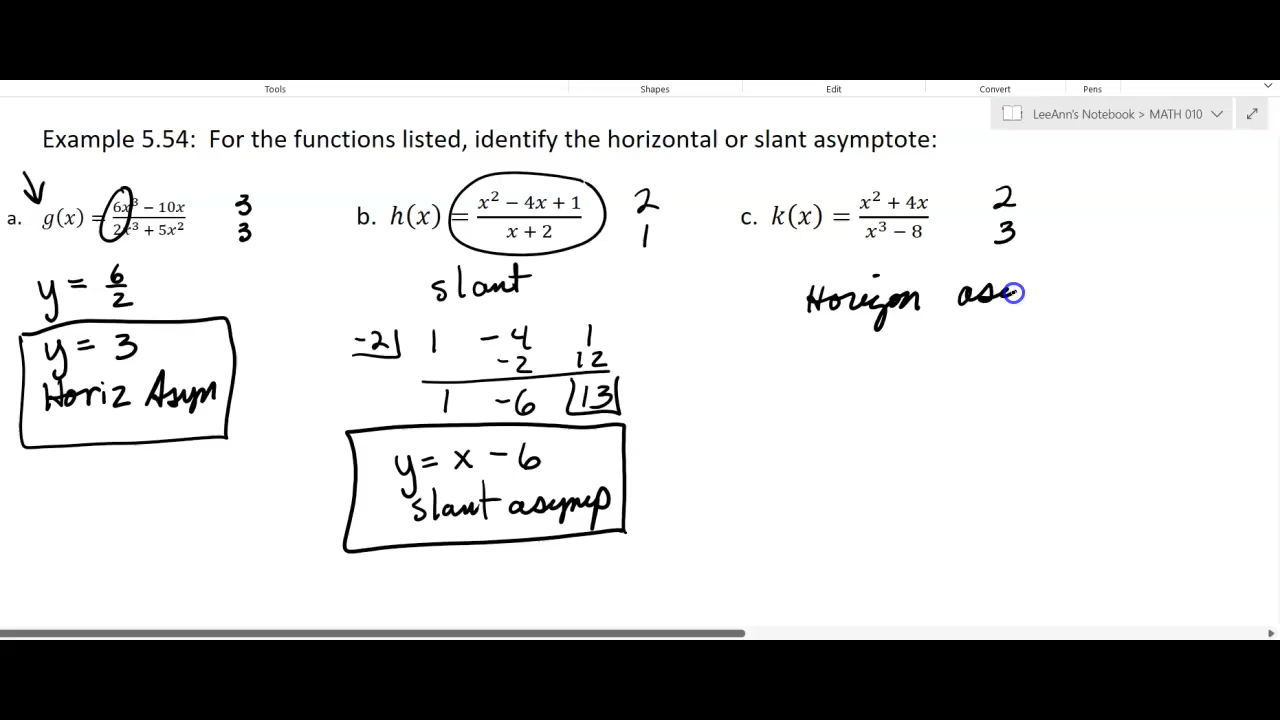 Tools Shapes Edit Convert Pens
LeeAnn's Notebook > MATH 010
Example 5.54: For the functions listed, identify the horizontal or slant asymptote:
a. g(x) = (6x³ − 10x)/(2x³ + 5x²) 3 3
y = 6/2
y = 3
Horiz Asym
b. h(x) = (x² − 4x + 1)/(x + 2) 2 1
slant
-2 1 -4 1
-2 12
1 -6 13
y = x - 6
slant asymp
c. k(x) = (x² + 4x)/(x³ − 8) 2 3
Horizon asy